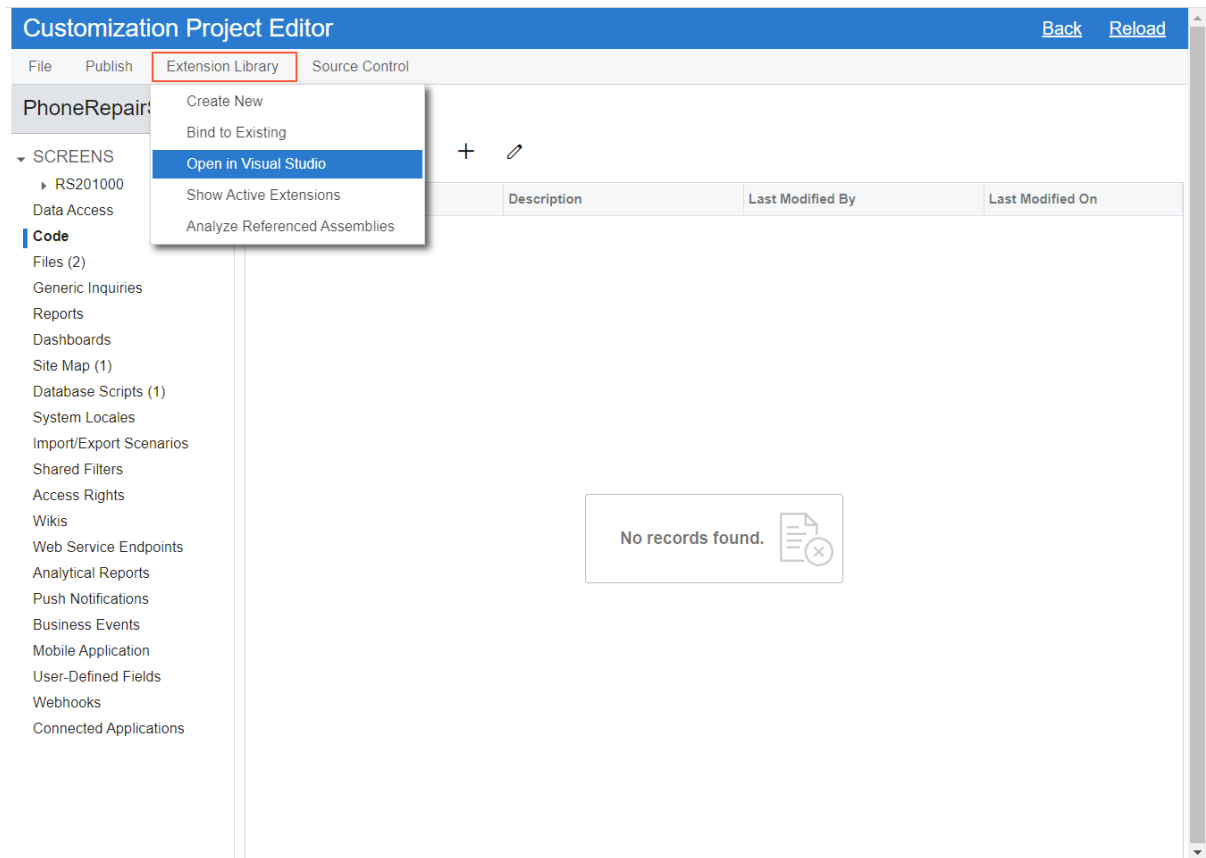 Customization Project Editor
Back Reload
File Publish Extension Library Source Control
PhoneRepair
Create New
Bind to Existing
Open in Visual Studio
Show Active Extensions
Analyze Referenced Assemblies
Description Last Modified By Last Modified On
SCREENS
RS201000
Data Access
Code
Files (2)
Generic Inquiries
Reports
Dashboards
Site Map (1)
Database Scripts (1)
System Locales
Import/Export Scenarios
Shared Filters
Access Rights
Wikis
Web Service Endpoints
Analytical Reports
Push Notifications
Business Events
Mobile Application
User-Defined Fields
Webhooks
Connected Applications
No records found.